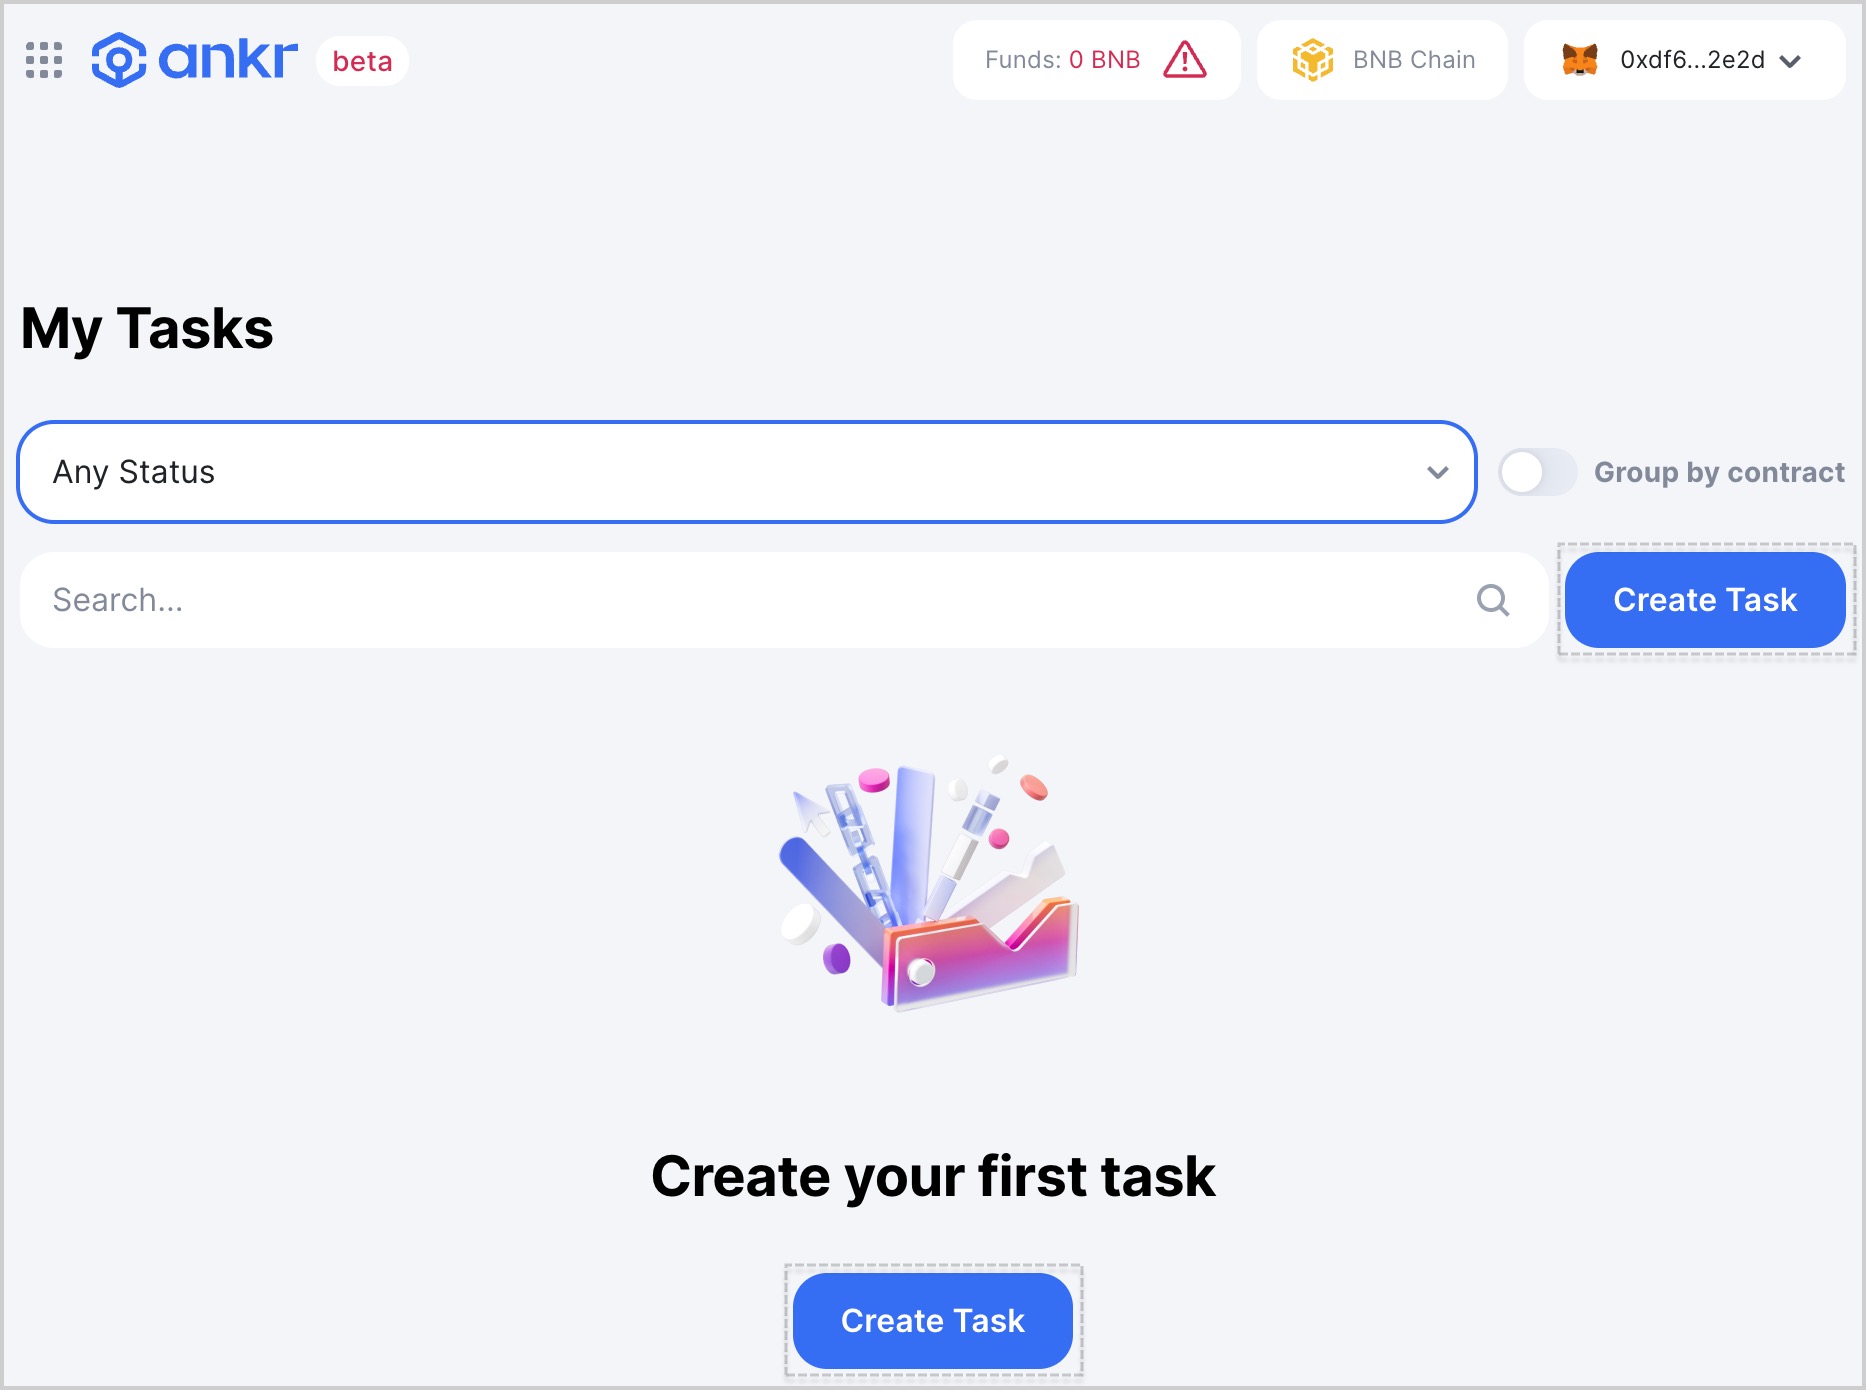 ankr beta
Funds: 0 BNB
BNB Chain
0xdf6...2e2d
My Tasks
Any Status
Group by contract
Search...
Create Task
Create your first task
Create Task